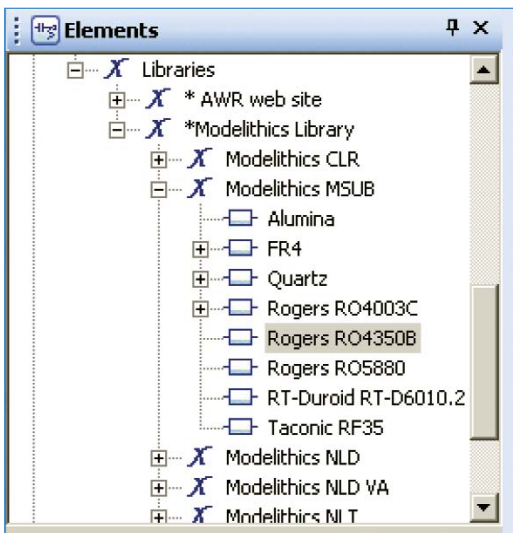 Elements
Libraries
* AWR web site
*Modelithics Library
Modelithics CLR
Modelithics MSUB
Alumina
FR4
Quartz
Rogers RO4003C
Rogers RO4350B
Rogers RO5880
RT-Duroid RT-D6010.2
Taconic RF35
Modelithics NLD
Modelithics NLD VA
Modelithics NLT